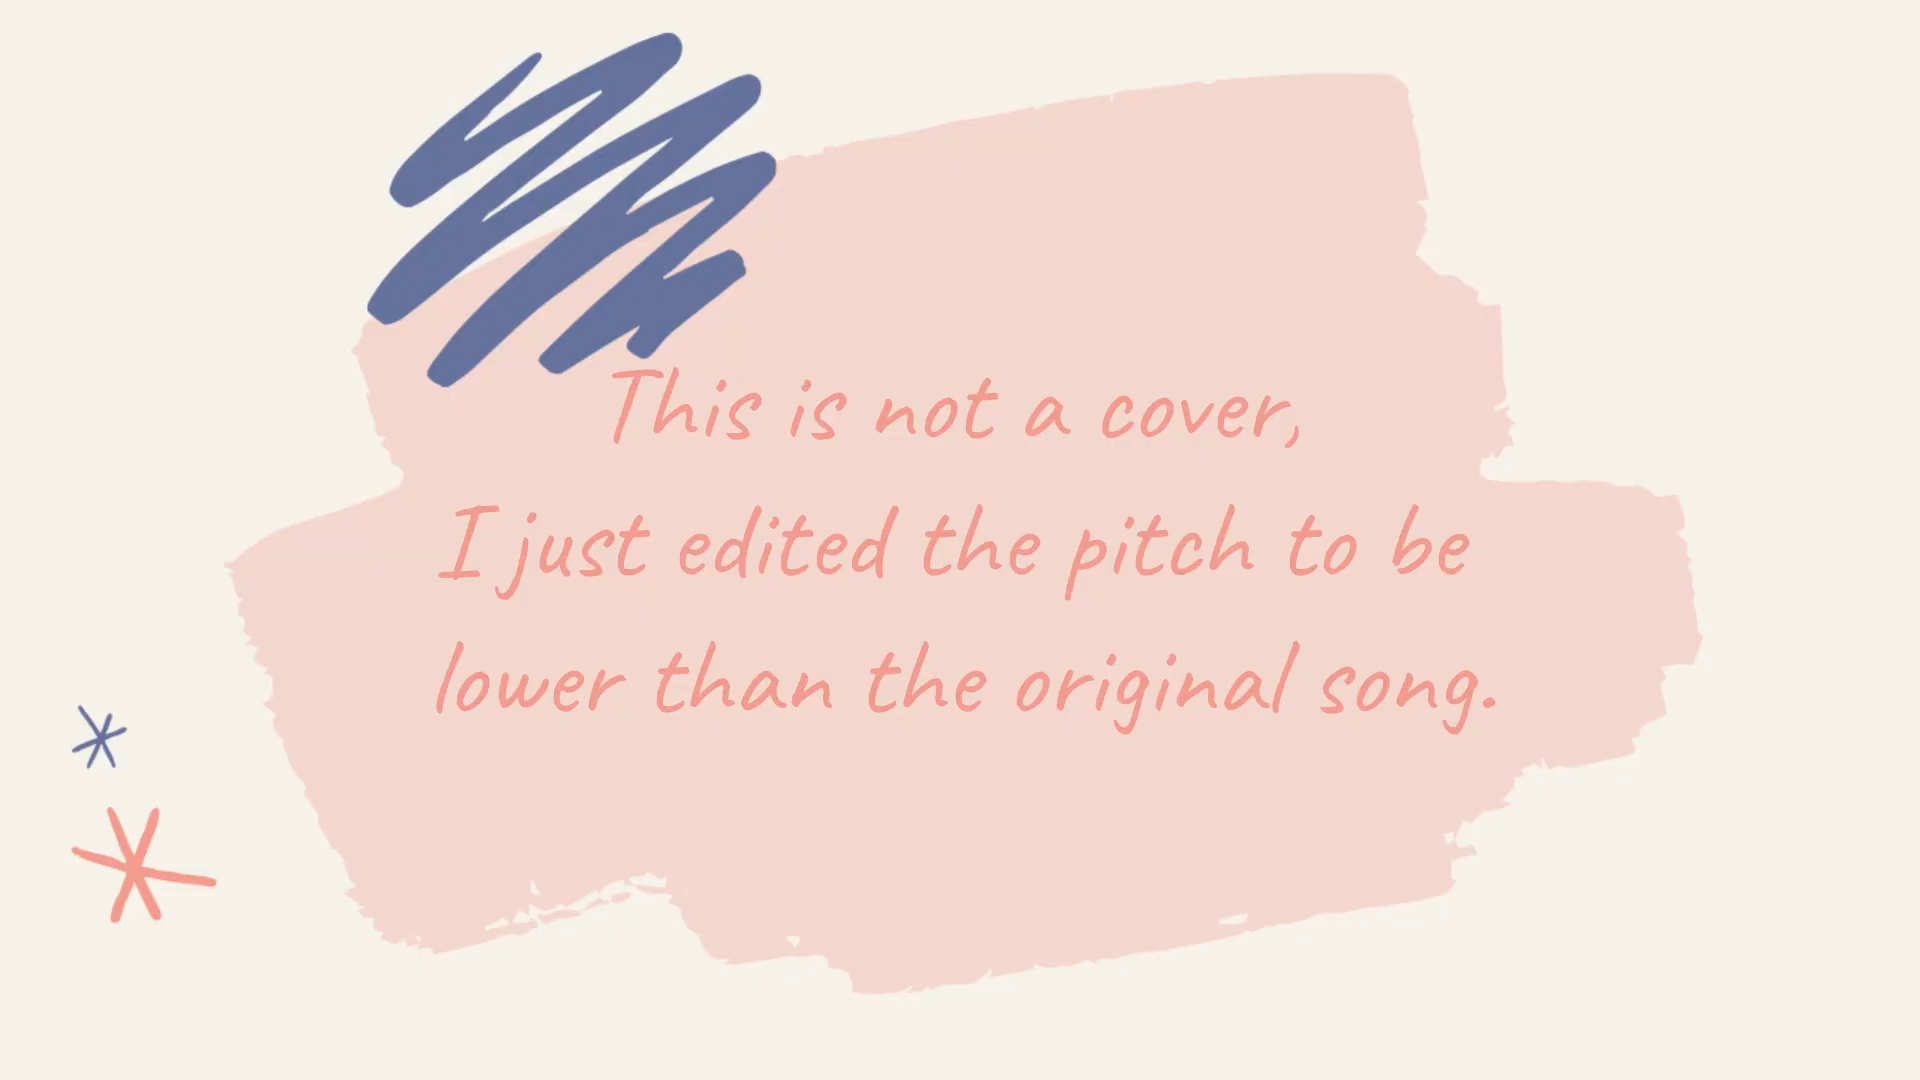 This is not a cover,
I just edited the pitch to be
lower than the original song.